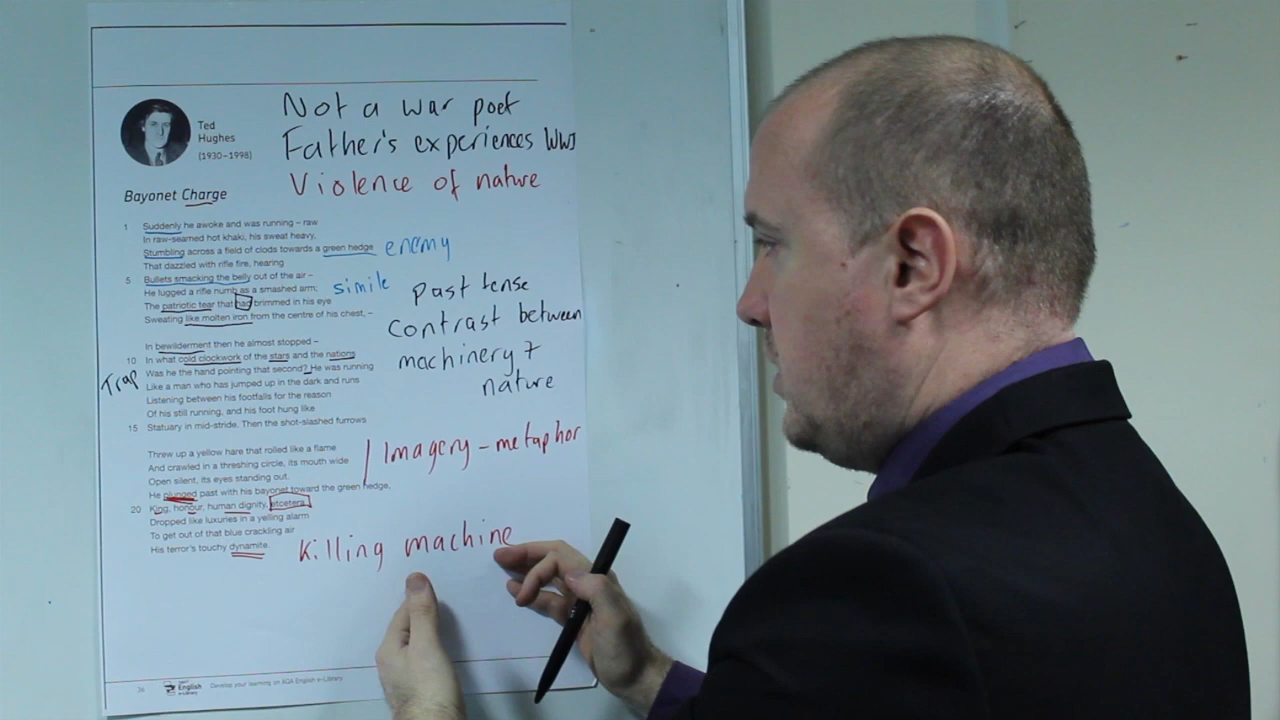 Ted
Hughes
(1930–1998)
Not a war poet
Father's experiences WW1
Violence of nature
Bayonet Charge
1 Suddenly he awoke and was running – raw
In raw-seamed hot khaki, his sweat heavy,
Stumbling across a field of clods towards a green hedge enemy
That dazzled with rifle fire, hearing
5 Bullets smacking the belly out of the air –
He lugged a rifle numb as a smashed arm; simile
The patriotic tear that had brimmed in his eye
Sweating like molten iron from the centre of his chest, –
past tense
contrast between
machinery +
nature
In bewilderment then he almost stopped –
10 In what cold clockwork of the stars and the nations
Trap
Was he the hand pointing that second? He was running
Like a man who has jumped up in the dark and runs
Listening between his footfalls for the reason
Of his still running, and his foot hung like
15 Statuary in mid-stride. Then the shot-slashed furrows
Threw up a yellow hare that rolled like a flame
And crawled in a threshing circle, its mouth wide
Open silent, its eyes standing out.
Imagery – metaphor
He plunged past with his bayonet toward the green hedge,
20 King, honour, human dignity, etcetera
Dropped like luxuries in a yelling alarm
To get out of that blue crackling air
His terror's touchy dynamite.
Killing machine
36 English e-Library Develop your learning on AQA English e-Library